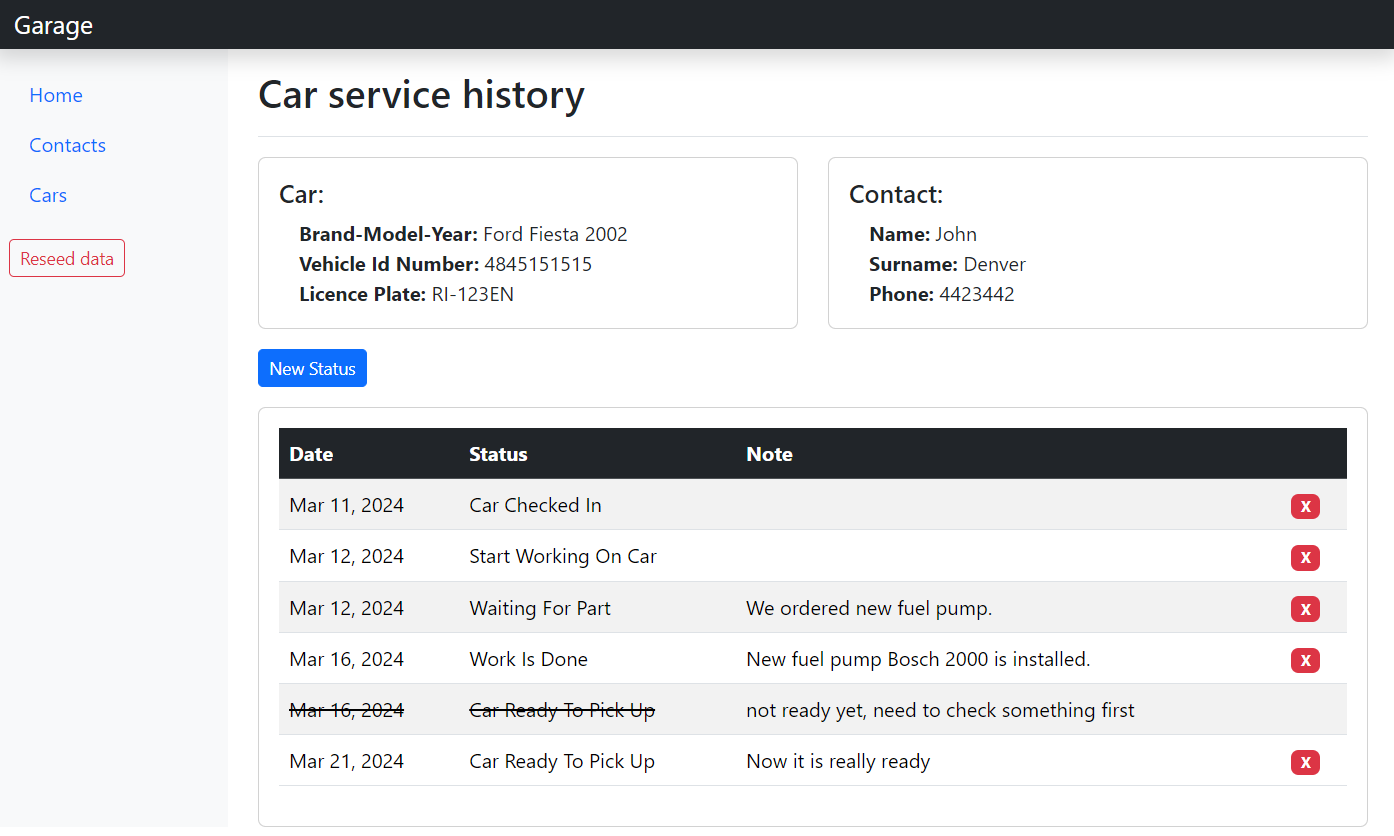 Garage
Home
Contacts
Cars
Reseed data
Car service history
Car:
Brand-Model-Year: Ford Fiesta 2002
Vehicle Id Number: 4845151515
Licence Plate: RI-123EN
Contact:
Name: John
Surname: Denver
Phone: 4423442
New Status
Date Status Note
Mar 11, 2024 Car Checked In X
Mar 12, 2024 Start Working On Car X
Mar 12, 2024 Waiting For Part We ordered new fuel pump. X
Mar 16, 2024 Work Is Done New fuel pump Bosch 2000 is installed. X
Mar 16, 2024 Car Ready To Pick Up not ready yet, need to check something first
Mar 21, 2024 Car Ready To Pick Up Now it is really ready X